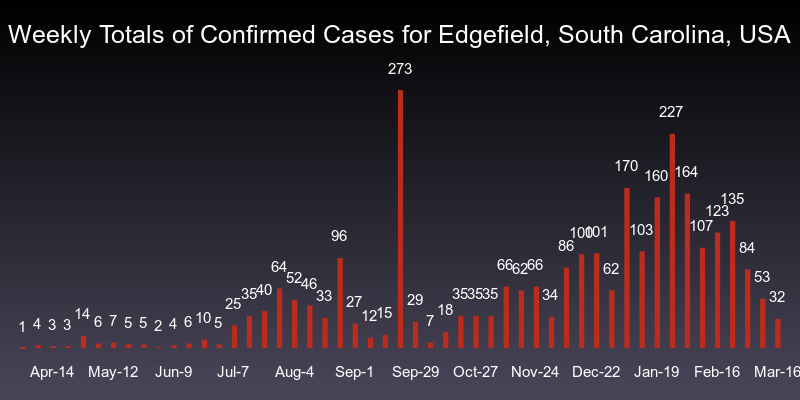 Weekly Totals of Confirmed Cases for Edgefield, South Carolina, USA
1 4 3 3 14 6 7 5 5 2 4 6 10 5 25 35 40 64 52 46 33 96 27 12 15 273 29 7 18 35 35 35 66 62 66 34 86 100 101 62 170 103 160 227 164 107 123 135 84 53 32
Apr-14 May-12 Jun-9 Jul-7 Aug-4 Sep-1 Sep-29 Oct-27 Nov-24 Dec-22 Jan-19 Feb-16 Mar-16